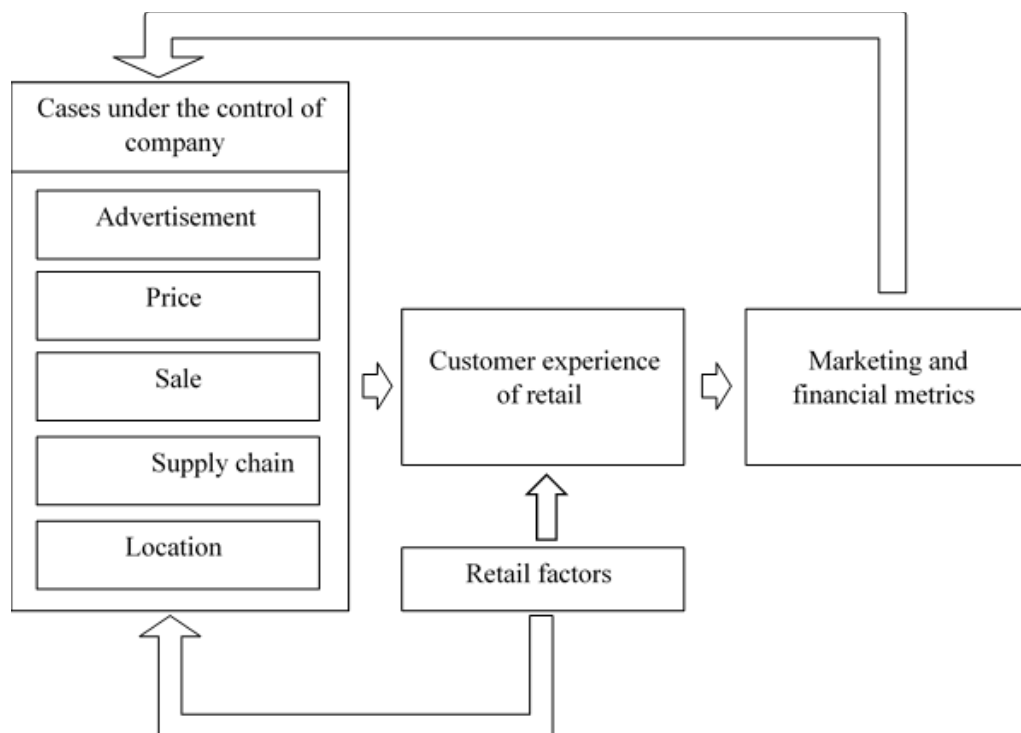 Cases under the control of
company
Advertisement
Price
Sale
Supply chain
Location
Customer experience
of retail
Marketing and
financial metrics
Retail factors